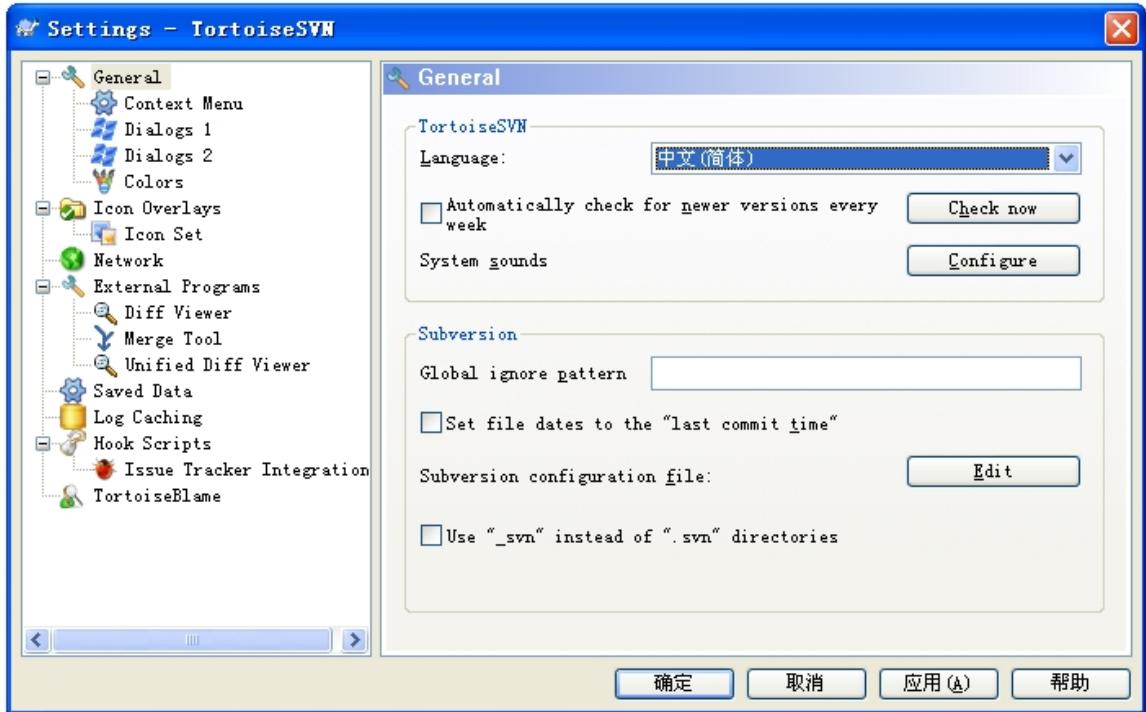 Settings - TortoiseSVN
General
Context Menu
Dialogs 1
Dialogs 2
Colors
Icon Overlays
Icon Set
Network
External Programs
Diff Viewer
Merge Tool
Unified Diff Viewer
Saved Data
Log Caching
Hook Scripts
Issue Tracker Integration
TortoiseBlame
General
TortoiseSVN
Language: 中文(简体)
Automatically check for newer versions every
week
Check now
System sounds Configure
Subversion
Global ignore pattern
Set file dates to the "last commit time"
Subversion configuration file: Edit
Use "_svn" instead of ".svn" directories
确定 取消 应用(A) 帮助